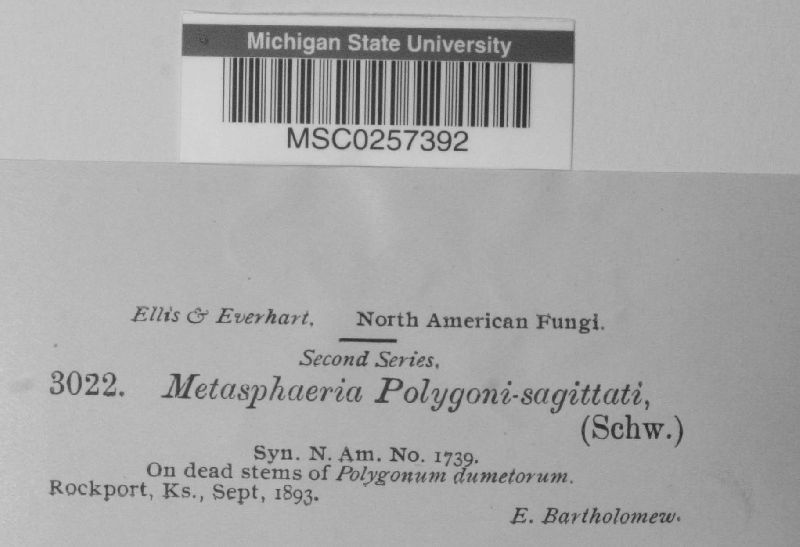 Michigan State University
MSC0257392
Ellis & Everhart, North American Fungi.
Second Series,
3022. Metasphaeria Polygoni-sagittati,
(Schw.)
Syn. N. Am. No. 1739.
On dead stems of Polygonum dumetorum.
Rockport, Ks., Sept, 1893.
E. Bartholomew.